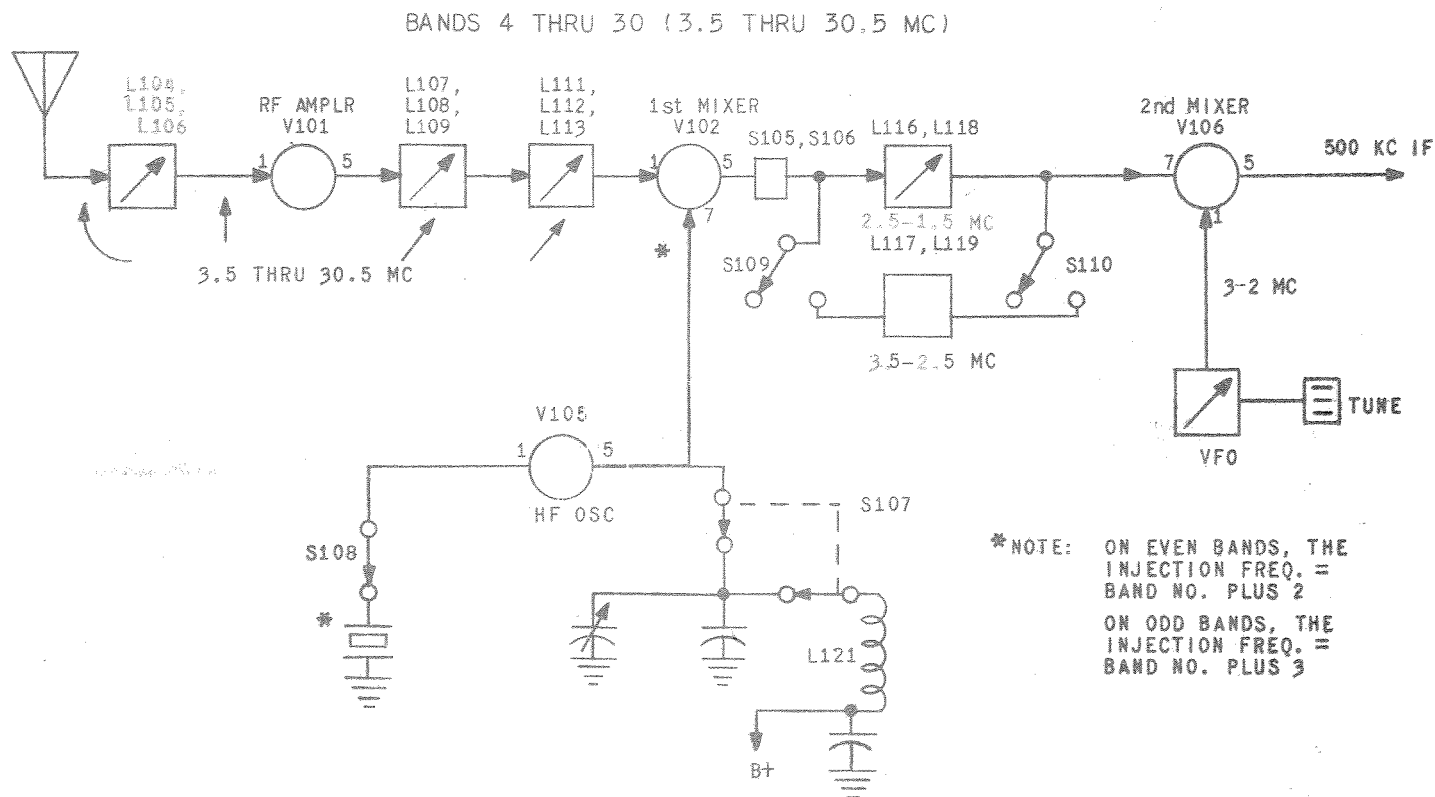 BANDS 4 THRU 30 (3.5 THRU 30.5 MC)
L104,
L105,
L106
RF AMPLR
V101
1
5
L107,
L108,
L109
L111,
L112,
L113
1st MIXER
V102
1
5
7
*
S105,S106
L116,L118
2.5-1.5 MC
L117,L119
2nd MIXER
V106
7
5
1
500 KC IF
3.5 THRU 30.5 MC
S109
S110
3.5-2.5 MC
3-2 MC
TUNE
VFO
V105
1
5
HF OSC
S107
S108
*
L121
B+
*NOTE: ON EVEN BANDS, THE
INJECTION FREQ. =
BAND NO. PLUS 2
ON ODD BANDS, THE
INJECTION FREQ. =
BAND NO. PLUS 3